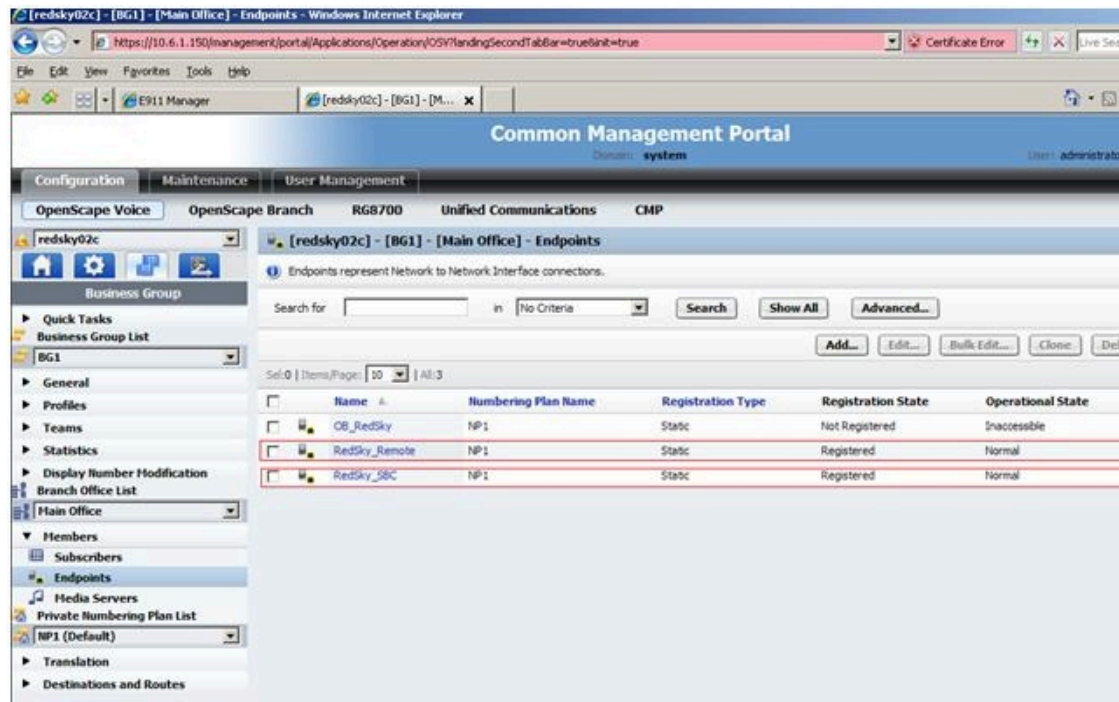 [redsky02c] - [BG1] - [Main Office] - Endpoints - Windows Internet Explorer
https://10.6.1.150/management/portal/Applications/Operation/OSV?landingSecondTabBar=true&init=true
Certificate Error
Live Sea
File Edit View Favorites Tools Help
E911 Manager
[redsky02c] - [BG1] - [M...
Common Management Portal
Domain: system
User: administrato
Configuration Maintenance User Management
OpenScape Voice OpenScape Branch RG8700 Unified Communications CMP
redsky02c
Business Group
Quick Tasks
Business Group List
BG1
General
Profiles
Teams
Statistics
Display Number Modification
Branch Office List
Main Office
Members
Subscribers
Endpoints
Media Servers
Private Numbering Plan List
NP1 (Default)
Translation
Destinations and Routes
[redsky02c] - [BG1] - [Main Office] - Endpoints
Endpoints represent Network to Network Interface connections.
Search for in No Criteria Search Show All Advanced...
Add... Edit... Bulk Edit... Clone Del
Sel:0 | Items/Page: 10 | All:3
Name Numbering Plan Name Registration Type Registration State Operational State
OB_RedSky NP1 Static Not Registered Inaccessible
RedSky_Remote NP1 Static Registered Normal
RedSky_SBC NP1 Static Registered Normal